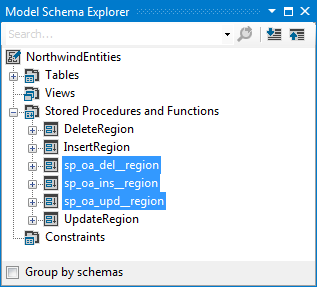 Model Schema Explorer
Search...
NorthwindEntities
Tables
Views
Stored Procedures and Functions
DeleteRegion
InsertRegion
sp_oa_del__region
sp_oa_ins__region
sp_oa_upd__region
UpdateRegion
Constraints
Group by schemas